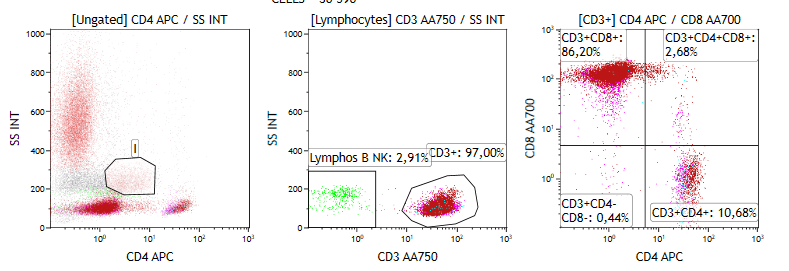 [Ungated] CD4 APC / SS INT
SS INT
1000
800
600
400
200
0
I
10⁰
10¹
10²
10³
CD4 APC
[Lymphocytes] CD3 AA750 / SS INT
SS INT
1000
800
600
400
200
0
Lymphos B NK: 2,91%
CD3+: 97,00%
10⁰
10¹
10²
10³
CD3 AA750
[CD3+] CD4 APC / CD8 AA700
CD8 AA700
10³
10²
10¹
10⁰
CD3+CD8+:
86,20%
CD3+CD4+CD8+:
2,68%
CD3+CD4-
CD8-: 0,44%
CD3+CD4+: 10,68%
10⁰
10¹
10²
10³
CD4 APC